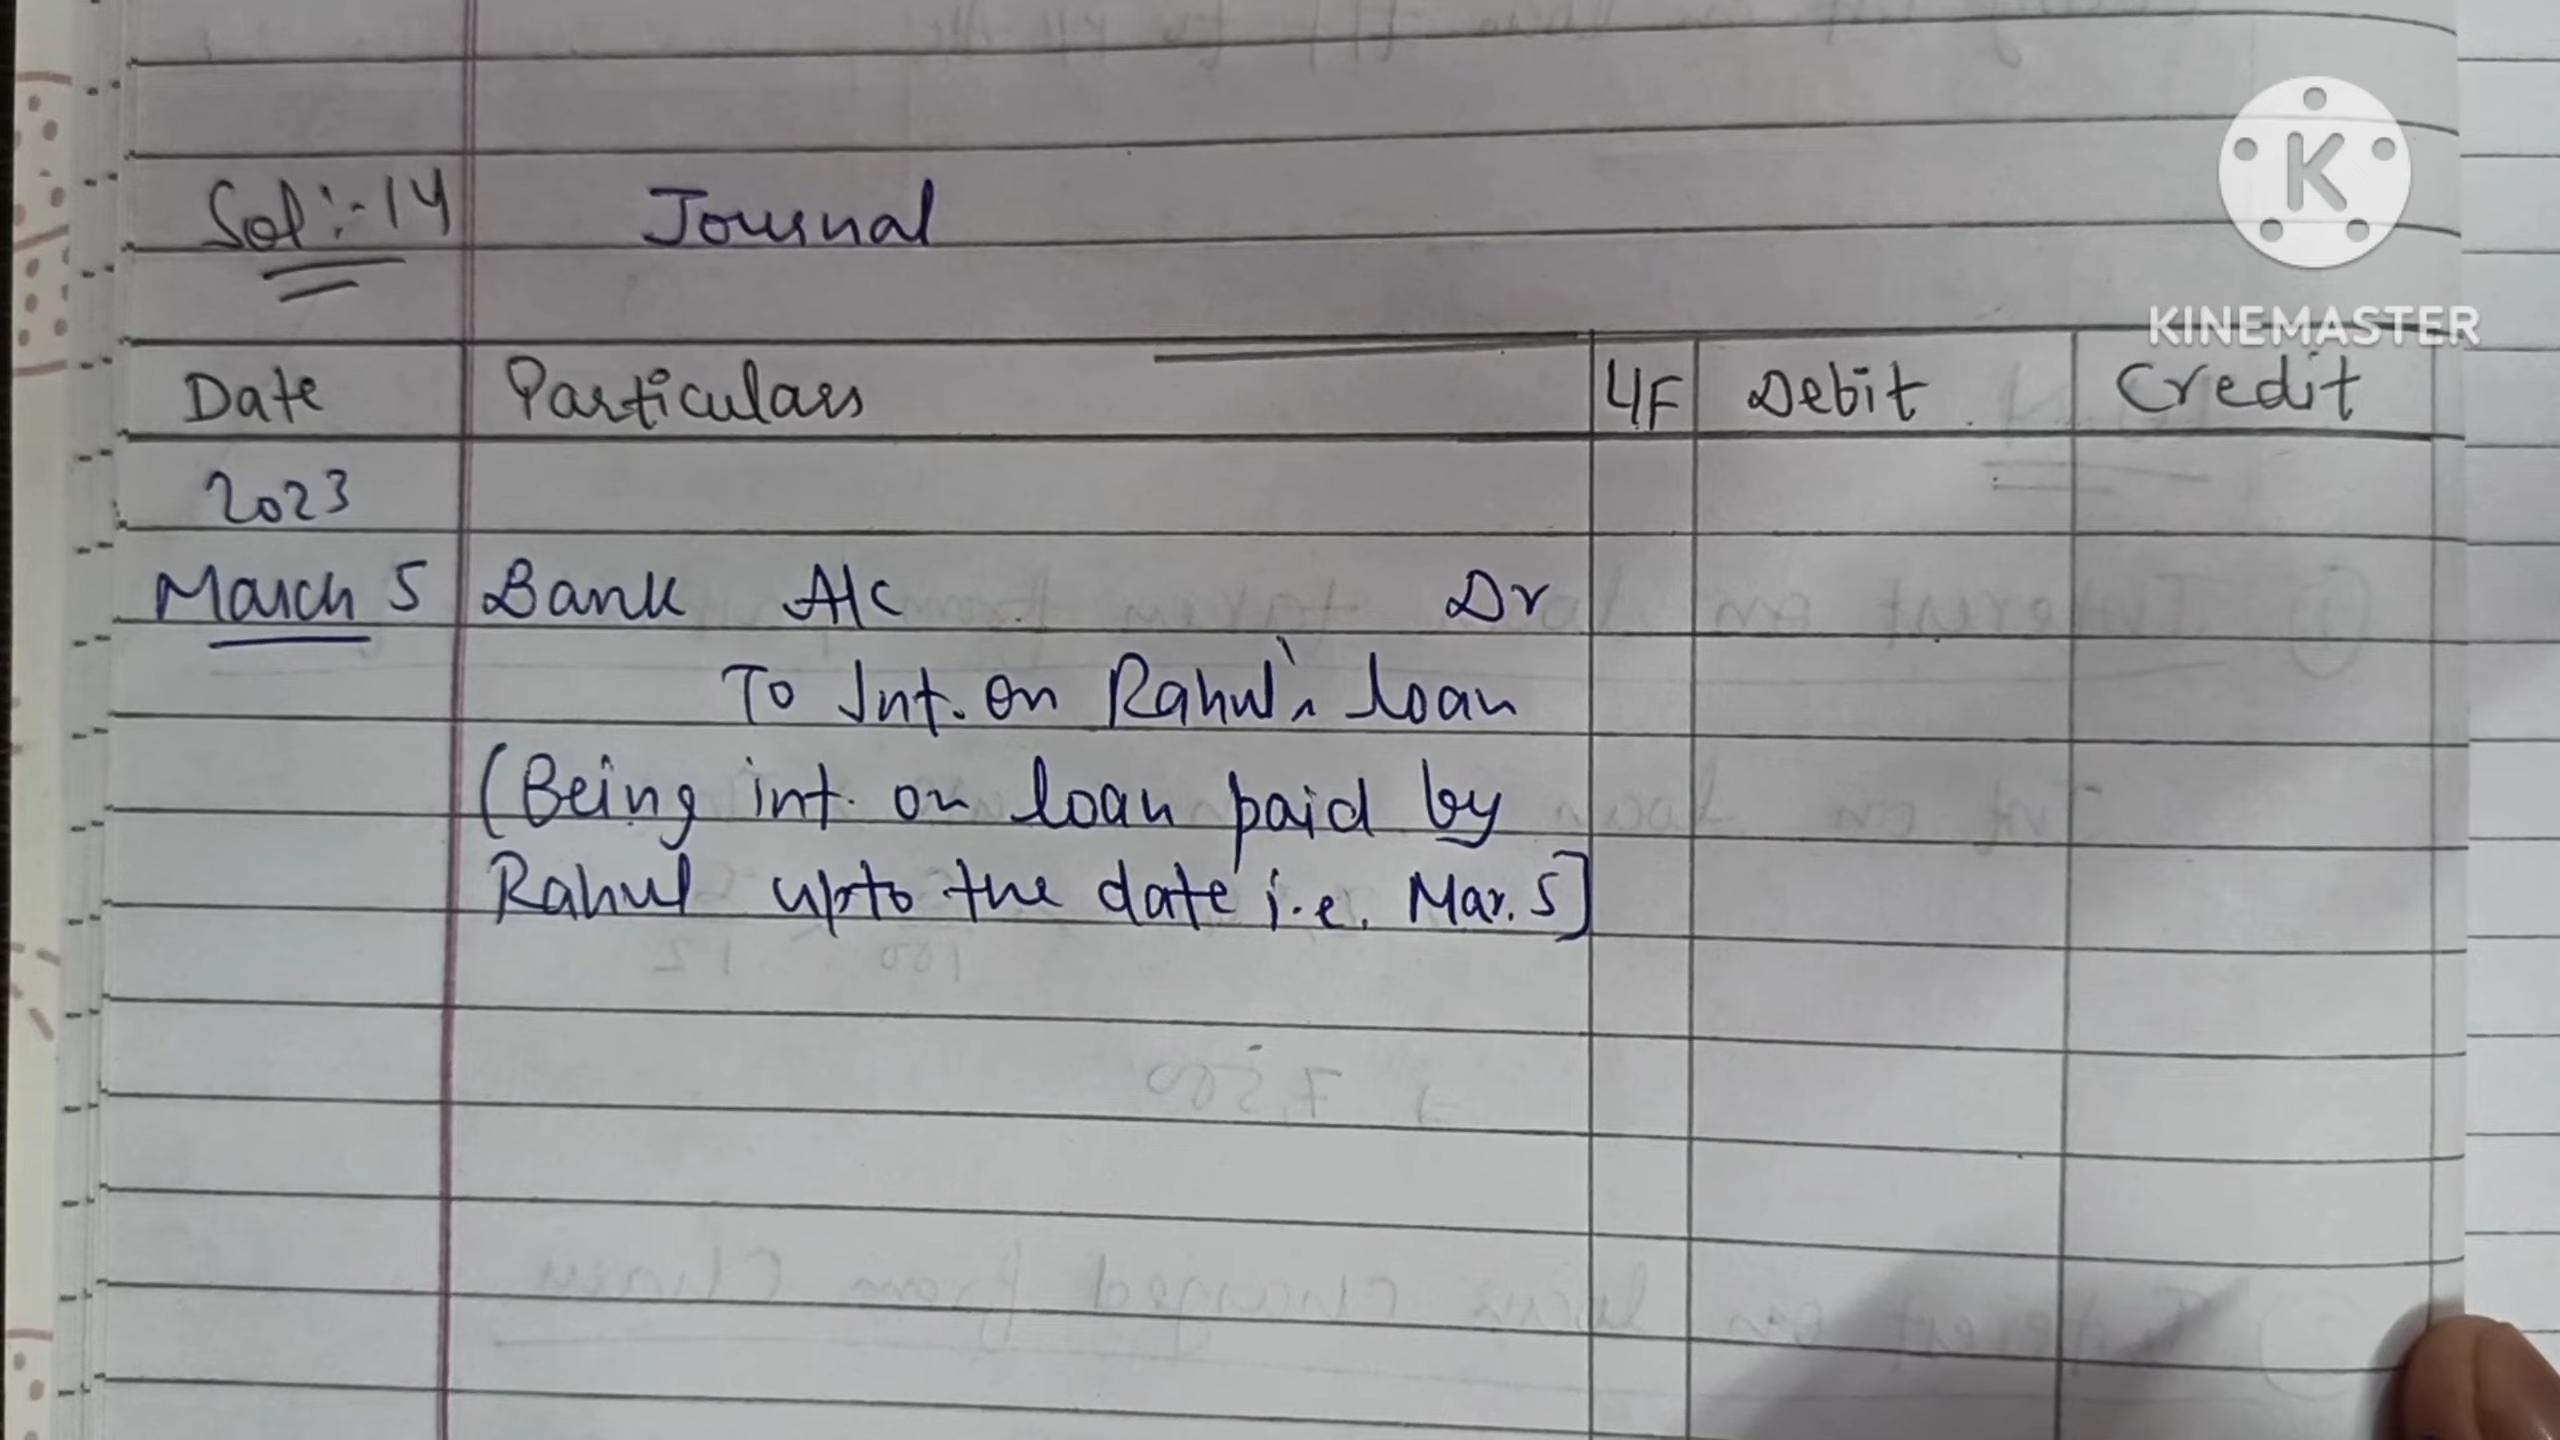 Sol:-14 Journal
Date Particulars L/F Debit Credit
2023
March 5 Bank A/c Dr
To Int. on Rahul's loan
(Being int. on loan paid by
Rahul upto the date i.e. Mar. 5]
K
KINEMASTER